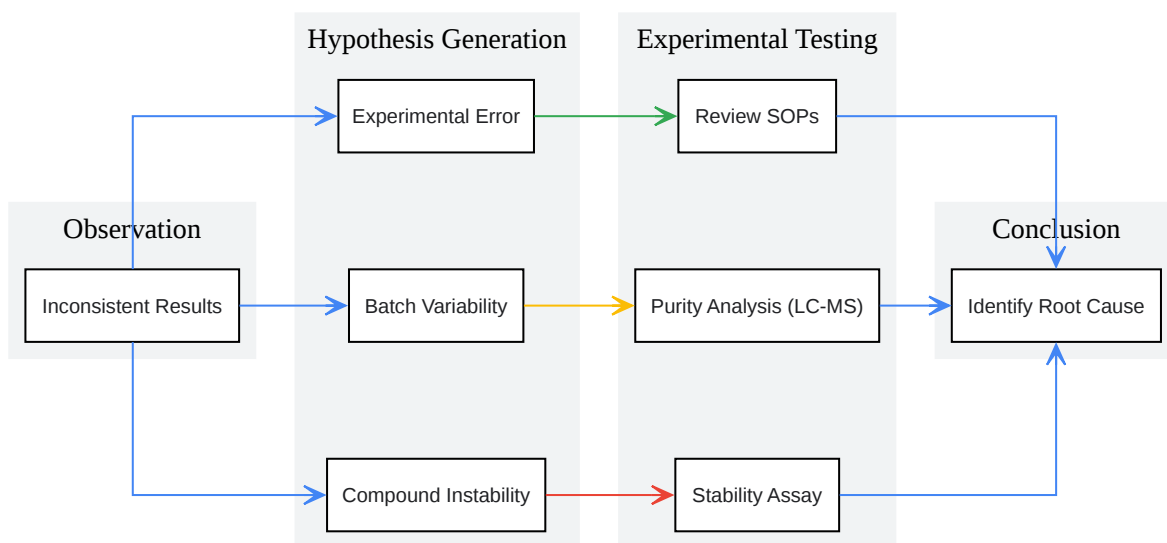 Hypothesis Generation
Experimental Testing
Experimental Error
Review SOPs
Observation
Conclusion
Inconsistent Results
Batch Variability
Purity Analysis (LC-MS)
Identify Root Cause
Compound Instability
Stability Assay